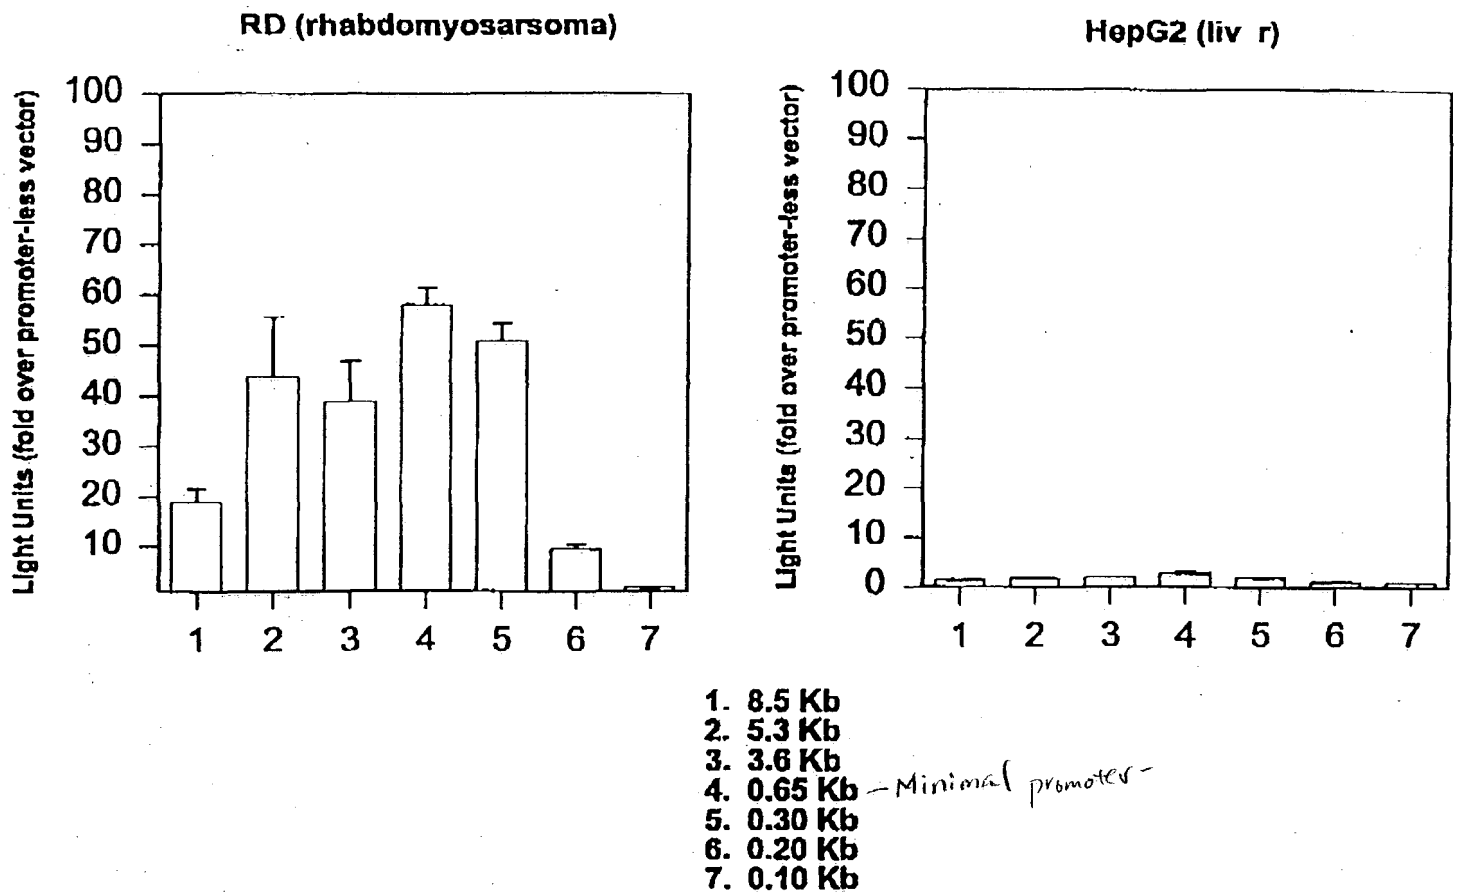 RD (rhabdomyosarsoma)
Light Units (fold over promoter-less vector)
100
90
80
70
60
50
40
30
20
10
1 2 3 4 5 6 7
HepG2 (liv r)
Light Units (fold over promoter-less vector)
100
90
80
70
60
50
40
30
20
10
0
1 2 3 4 5 6 7
1. 8.5 Kb
2. 5.3 Kb
3. 3.6 Kb
4. 0.65 Kb - Minimal promoter -
5. 0.30 Kb
6. 0.20 Kb
7. 0.10 Kb